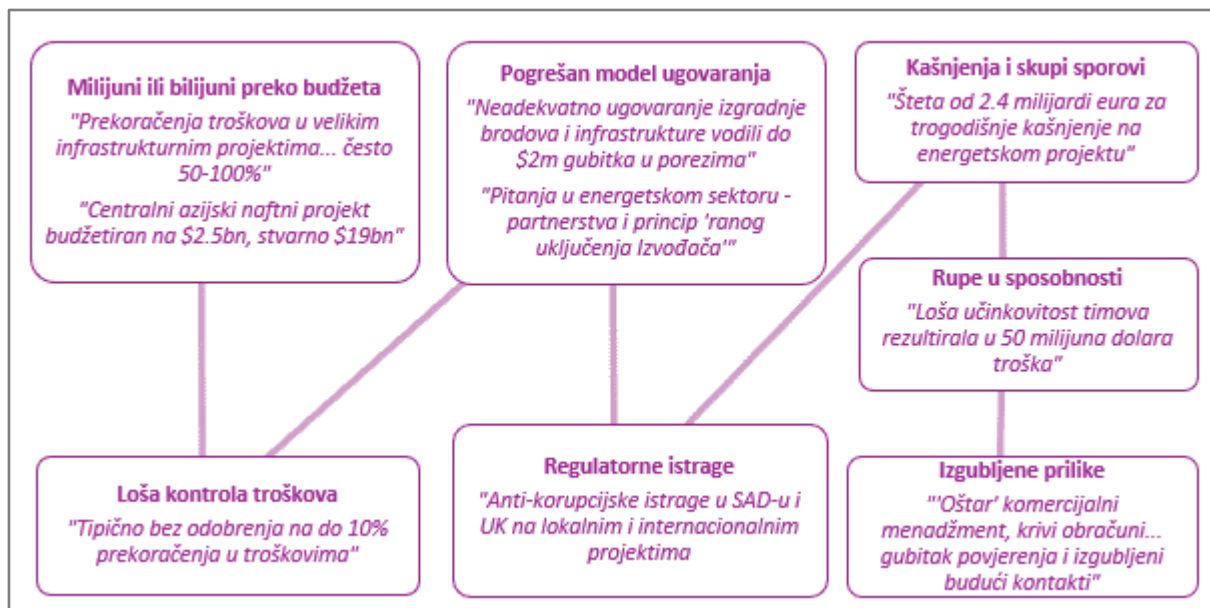 Milijuni ili bilijuni preko budžeta
"Prekoračenja troškova u velikim
infrastrukturnim projektima... često
50-100%"
"Centralni azijski naftni projekt
budžetiran na $2.5bn, stvarno $19bn"
Pogrešan model ugovaranja
"Neadekvatno ugovaranje izgradnje
brodova i infrastrukture vodili do
$2m gubitka u porezima"
"Pitanja u energetskom sektoru -
partnerstva i princip 'ranog
uključenja Izvođača'"
Kašnjenja i skupi sporovi
"Šteta od 2.4 milijardi eura za
trogodišnje kašnjenje na
energetskom projektu"
Rupe u sposobnosti
"Loša učinkovitost timova
rezultirala u 50 milijuna dolara
troška"
Loša kontrola troškova
"Tipično bez odobrenja na do 10%
prekoračenja u troškovima"
Regulatorne istrage
"Anti-korupcijske istrage u SAD-u i
UK na lokalnim i internacionalnim
projektima
Izgubljene prilike
"'Oštar' komercijalni
menadžment, krivi obračuni...
gubitak povjerenja i izgubljeni
budući kontakti"